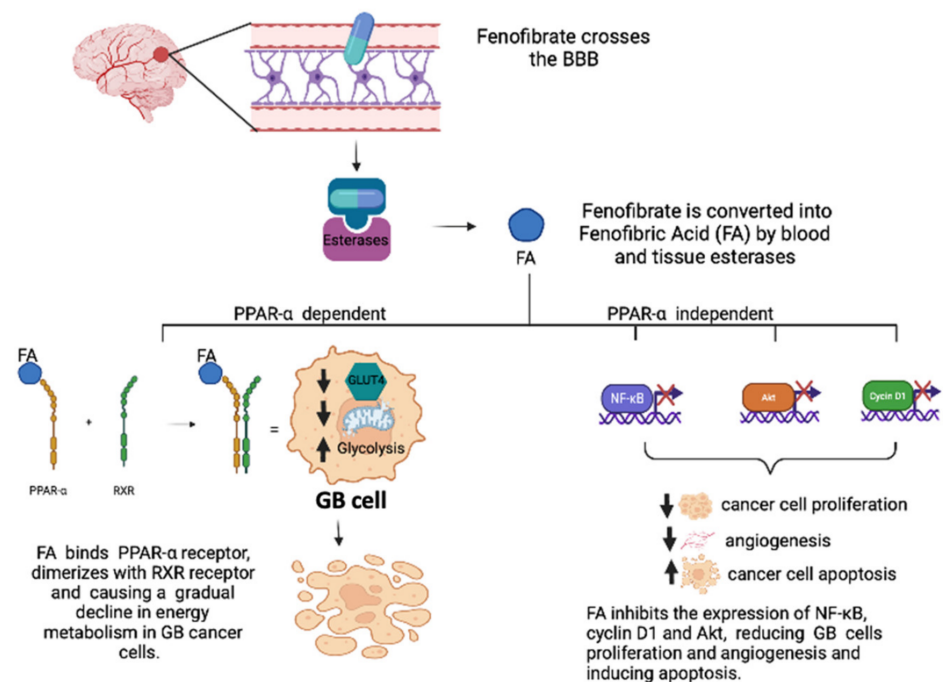 Fenofibrate crosses
the BBB
Esterases
FA
Fenofibrate is converted into
Fenofibric Acid (FA) by blood
and tissue esterases
PPAR-α dependent
PPAR-α independent
FA
+
FA
=
PPAR-α
RXR
GLUT4
Glycolysis
GB cell
NF-κB
Akt
Cyclin D1
FA binds PPAR-α receptor,
dimerizes with RXR receptor
and causing a gradual
decline in energy
metabolism in GB cancer
cells.
cancer cell proliferation
angiogenesis
cancer cell apoptosis
FA inhibits the expression of NF-κB,
cyclin D1 and Akt, reducing GB cells
proliferation and angiogenesis and
inducing apoptosis.